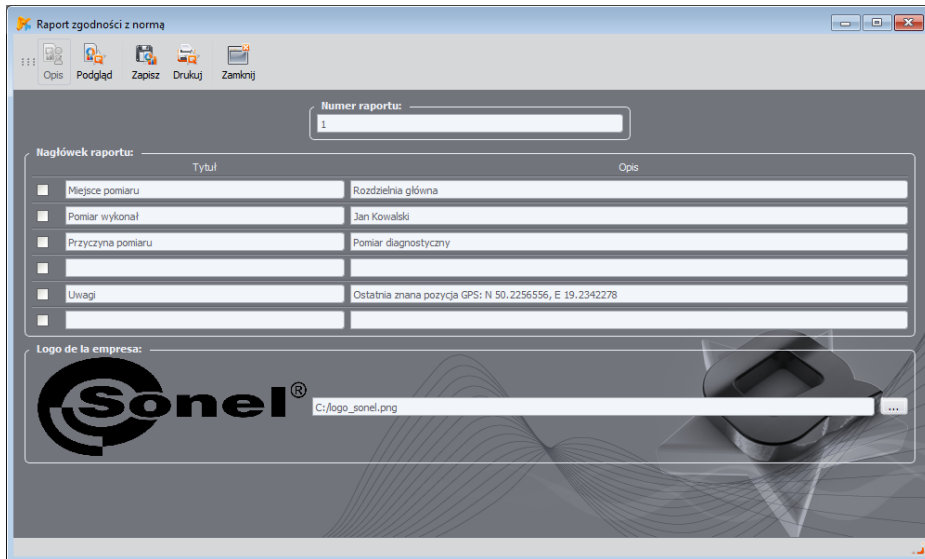 Raport zgodności z normą
Opis Podgląd Zapisz Drukuj Zamknij
Numer raportu:
1
Nagłówek raportu:
Tytuł Opis
Miejsce pomiaru Rozdzielnia główna
Pomiar wykonał Jan Kowalski
Przyczyna pomiaru Pomiar diagnostyczny
Uwagi Ostatnia znana pozycja GPS: N 50.2256556, E 19.2342278
Logo de la empresa:
Sonel®
C:/logo_sonel.png ...